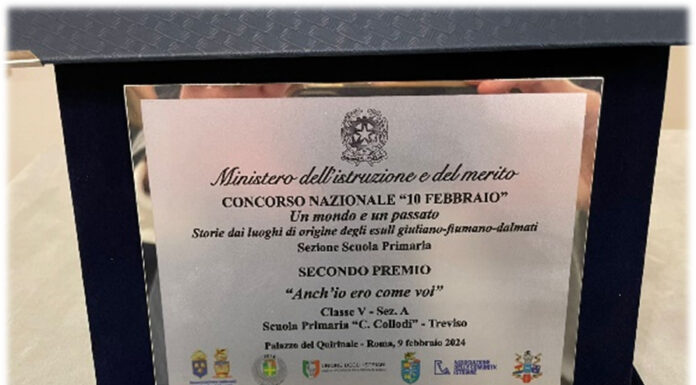 Ministero dell'istruzione e del merito
CONCORSO NAZIONALE "10 FEBBRAIO"
Un mondo e un passato
Storie dai lughi di origine degli esuli giuliano-fiumano-dalmati
Sezione Scuola Primaria
SECONDO PREMIO
"Anch'io ero come voi"
Classe V - Sez. A
Scuola Primaria "C. Collodi" - Treviso
Palazzo del Quirinale - Roma, 9 febbraio 2024